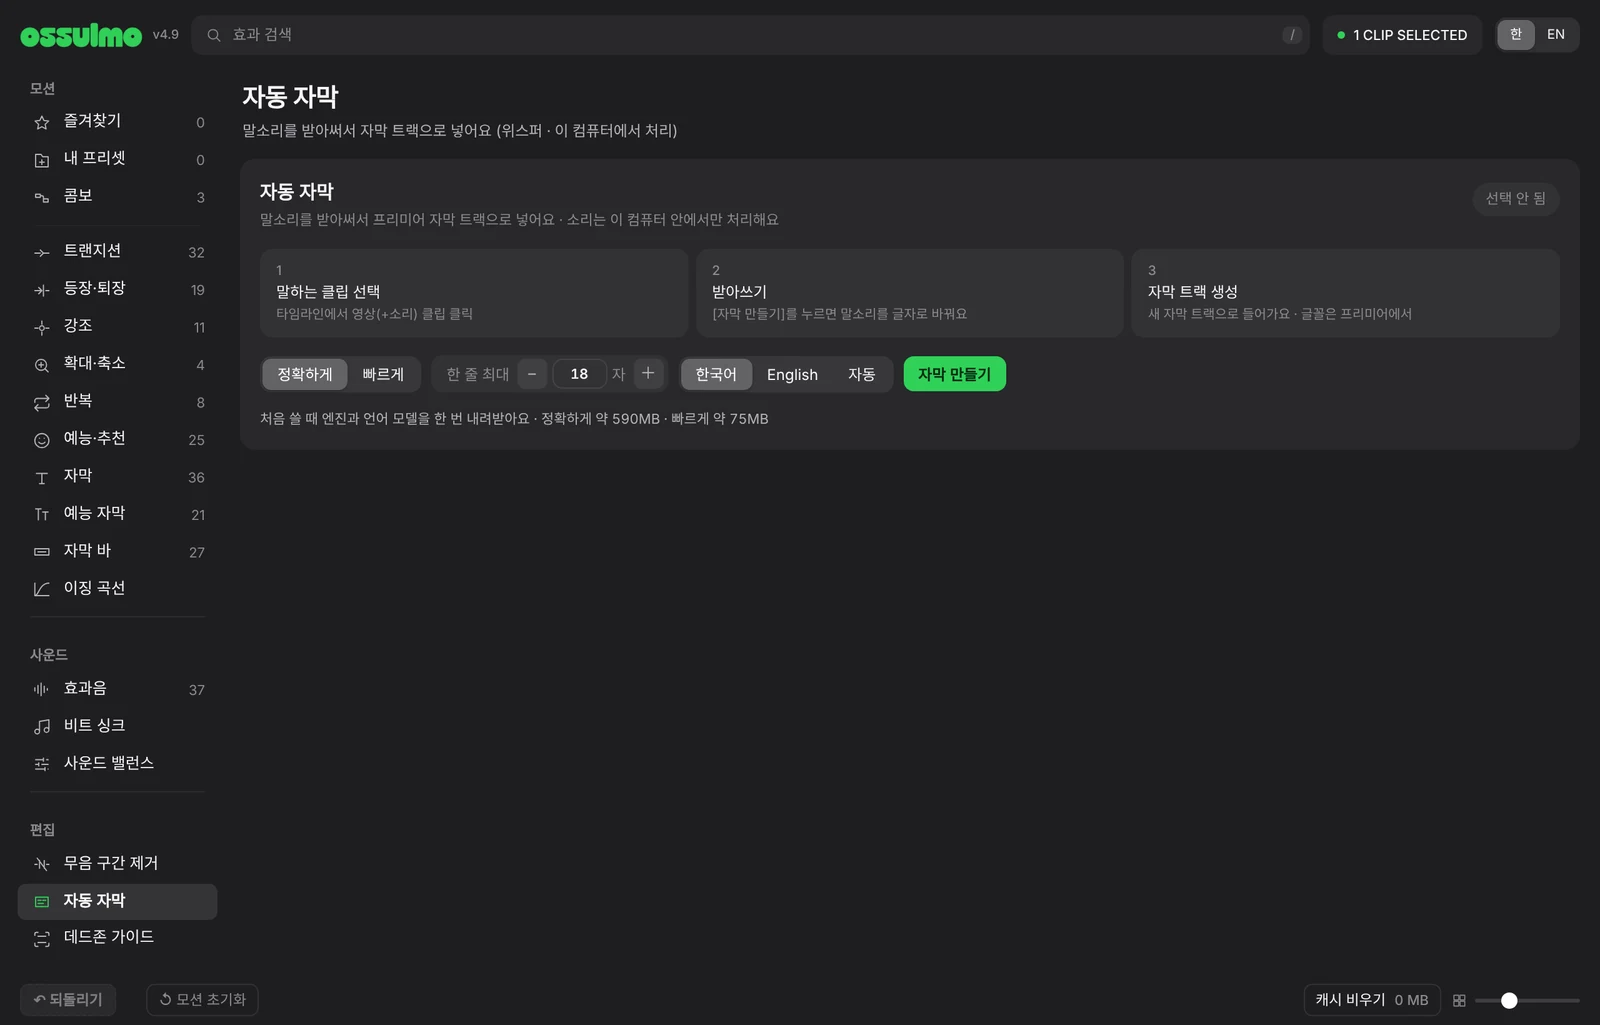 ossulmo v4.9
효과 검색
/
1 CLIP SELECTED
한 EN
모션
즐겨찾기 0
내 프리셋 0
콤보 3
트랜지션 32
등장·퇴장 19
강조 11
확대·축소 4
반복 8
예능·추천 25
자막 36
예능 자막 21
자막 바 27
이징 곡선
사운드
효과음 37
비트 싱크
사운드 밸런스
편집
무음 구간 제거
자동 자막
데드존 가이드
자동 자막
말소리를 받아써서 자막 트랙으로 넣어요 (위스퍼 · 이 컴퓨터에서 처리)
자동 자막
선택 안 됨
말소리를 받아써서 프리미어 자막 트랙으로 넣어요 · 소리는 이 컴퓨터 안에서만 처리해요
1
말하는 클립 선택
타임라인에서 영상(+소리) 클립 클릭
2
받아쓰기
[자막 만들기]를 누르면 말소리를 글자로 바꿔요
3
자막 트랙 생성
새 자막 트랙으로 들어가요 · 글꼴은 프리미어에서
정확하게 빠르게 한 줄 최대 − 18 자 + 한국어 English 자동 자막 만들기
처음 쓸 때 엔진과 언어 모델을 한 번 내려받아요 · 정확하게 약 590MB · 빠르게 약 75MB
↶ 되돌리기 모션 초기화 캐시 비우기 0 MB